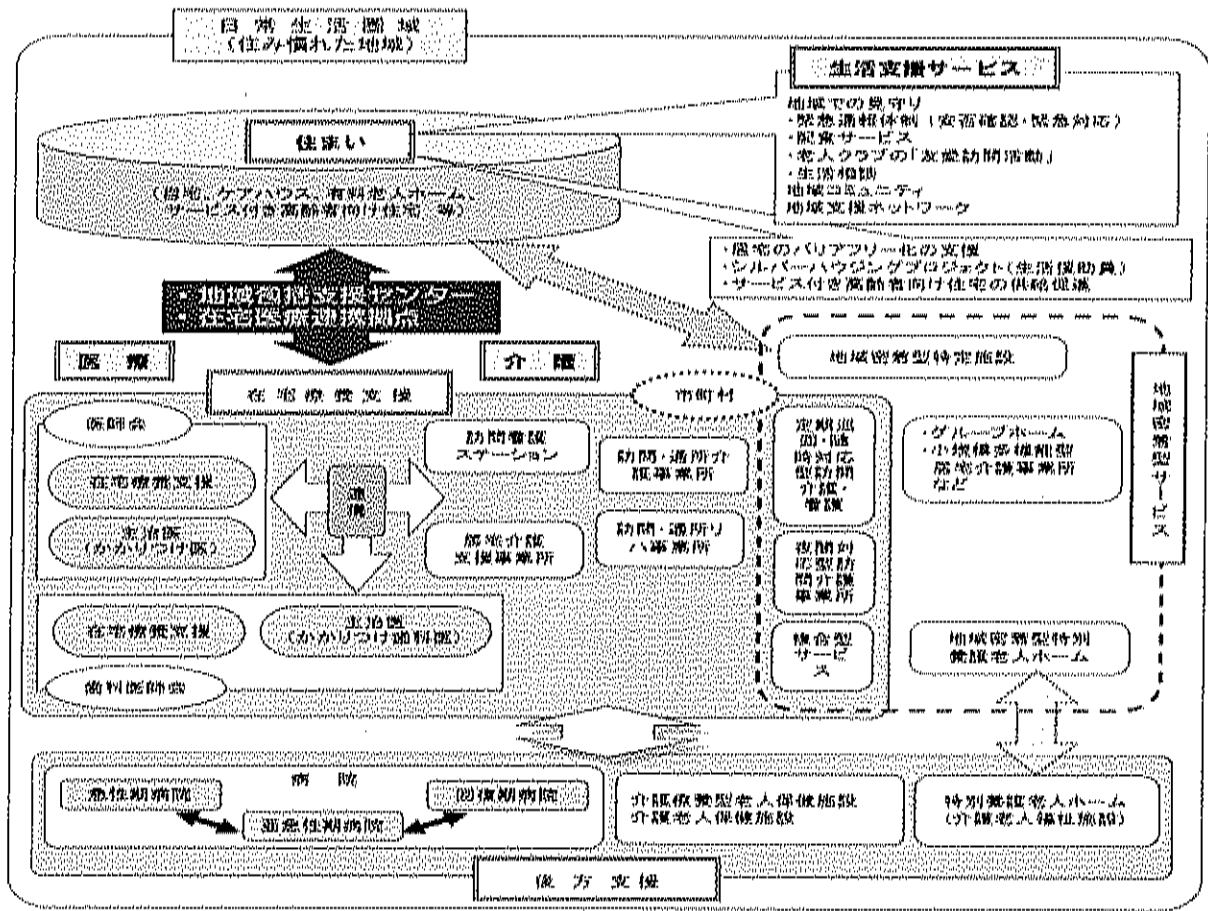 日常生活圏域
(住み慣れた地域)
生活支援サービス
地域での見守り
・緊急通報体制(安否確認・緊急対応)
・配食サービス
・老人クラブの「友愛訪問活動」
・生活相談
地域コミュニティ
地域支援ネットワーク
住まい
(自宅、ケアハウス、有料老人ホーム、
サービス付き高齢者向け住宅 等)
・居宅のバリアフリー化の支援
・シルバーハウジングプロジェクト(生活援助員)
・サービス付き高齢者向け住宅の供給促進
・地域包括支援センター
・在宅医療連携拠点
医療
介護
在宅療養支援
市町村
地域密着型特定施設
地域密着型サービス
医師会
在宅療養支援
主治医
(かかりつけ医)
連携
訪問看護
ステーション
訪問・通所介
護事業所
居宅介護
支援事業所
訪問・通所リ
ハ事業所
定期巡
回・随
時対応
型訪問
介護・
看護
夜間対
応型訪
問介護
事業所
複合型
サービ
ス
・グループホーム
・小規模多機能型
居宅介護事業所
など
在宅療養支援
主治医
(かかりつけ歯科医)
歯科医師会
地域密着型特別
養護老人ホーム
病院
急性期病院
回復期病院
亜急性期病院
介護療養型老人保健施設
介護老人保健施設
特別養護老人ホーム
(介護老人福祉施設)
後方支援